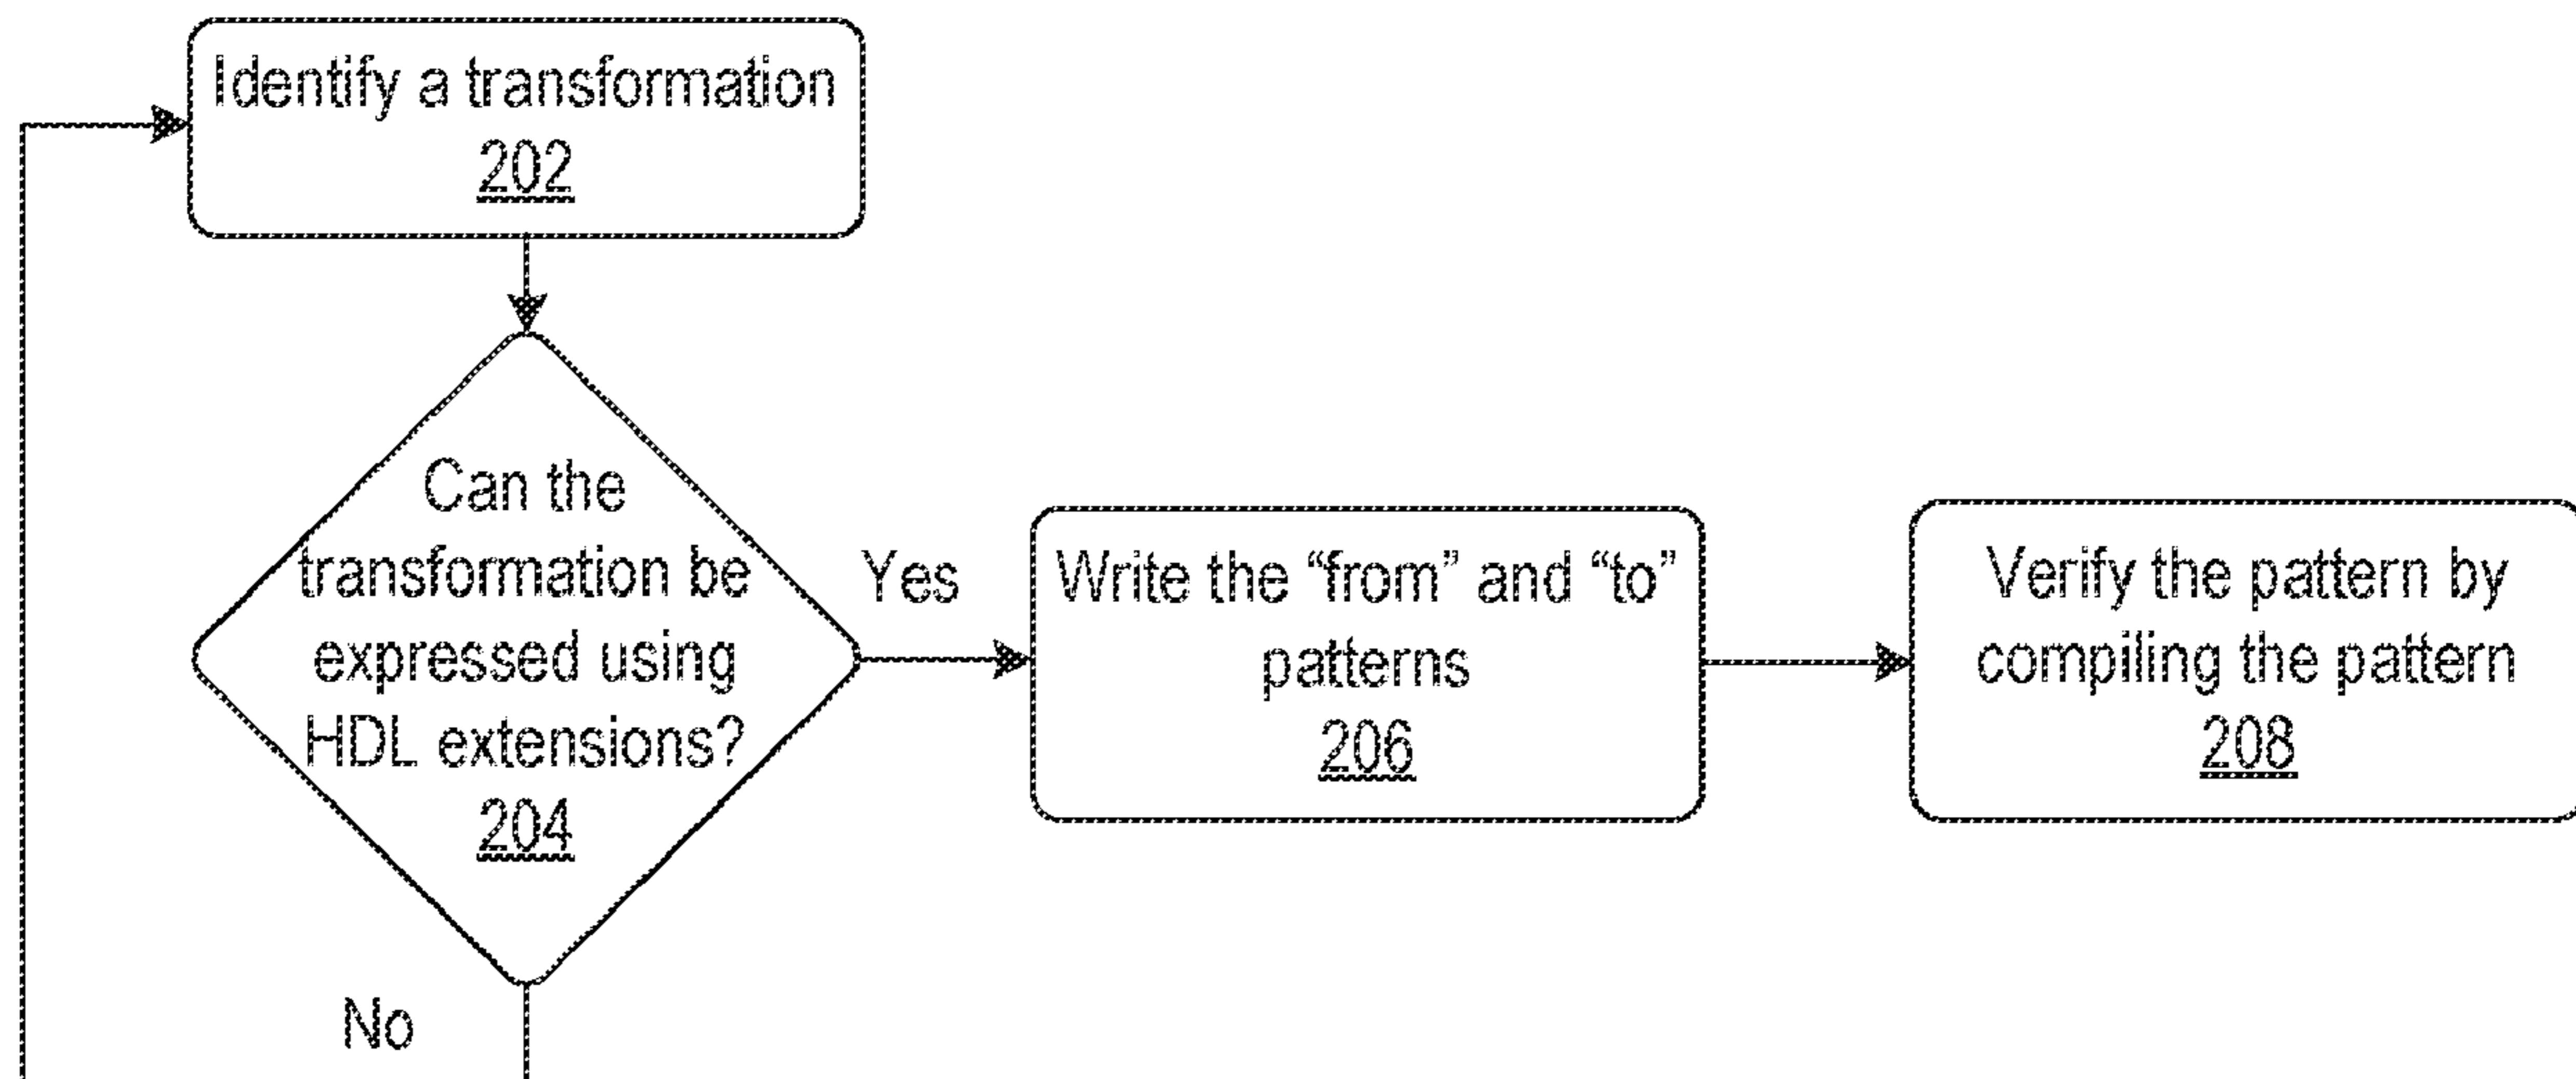 Identify a transformation
202
Can the
transformation be
expressed using
HDL extensions?
204
Yes
Write the “from” and “to”
patterns
206
Verify the pattern by
compiling the pattern
208
No